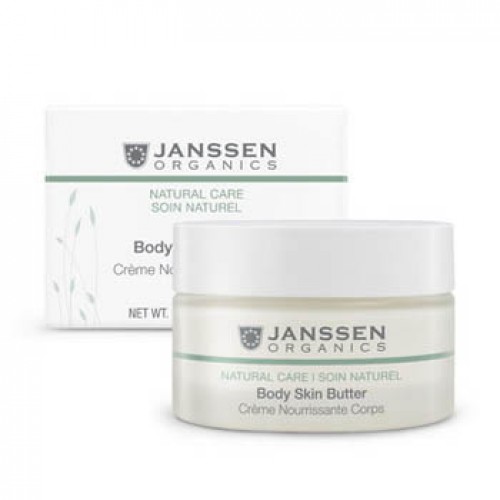 JANSSEN
ORGANICS
NATURAL CARE
SOIN NATUREL
Body
Crème No
NET WT.
JANSSEN
ORGANICS
NATURAL CARE | SOIN NATUREL
Body Skin Butter
Crème Nourrissante Corps